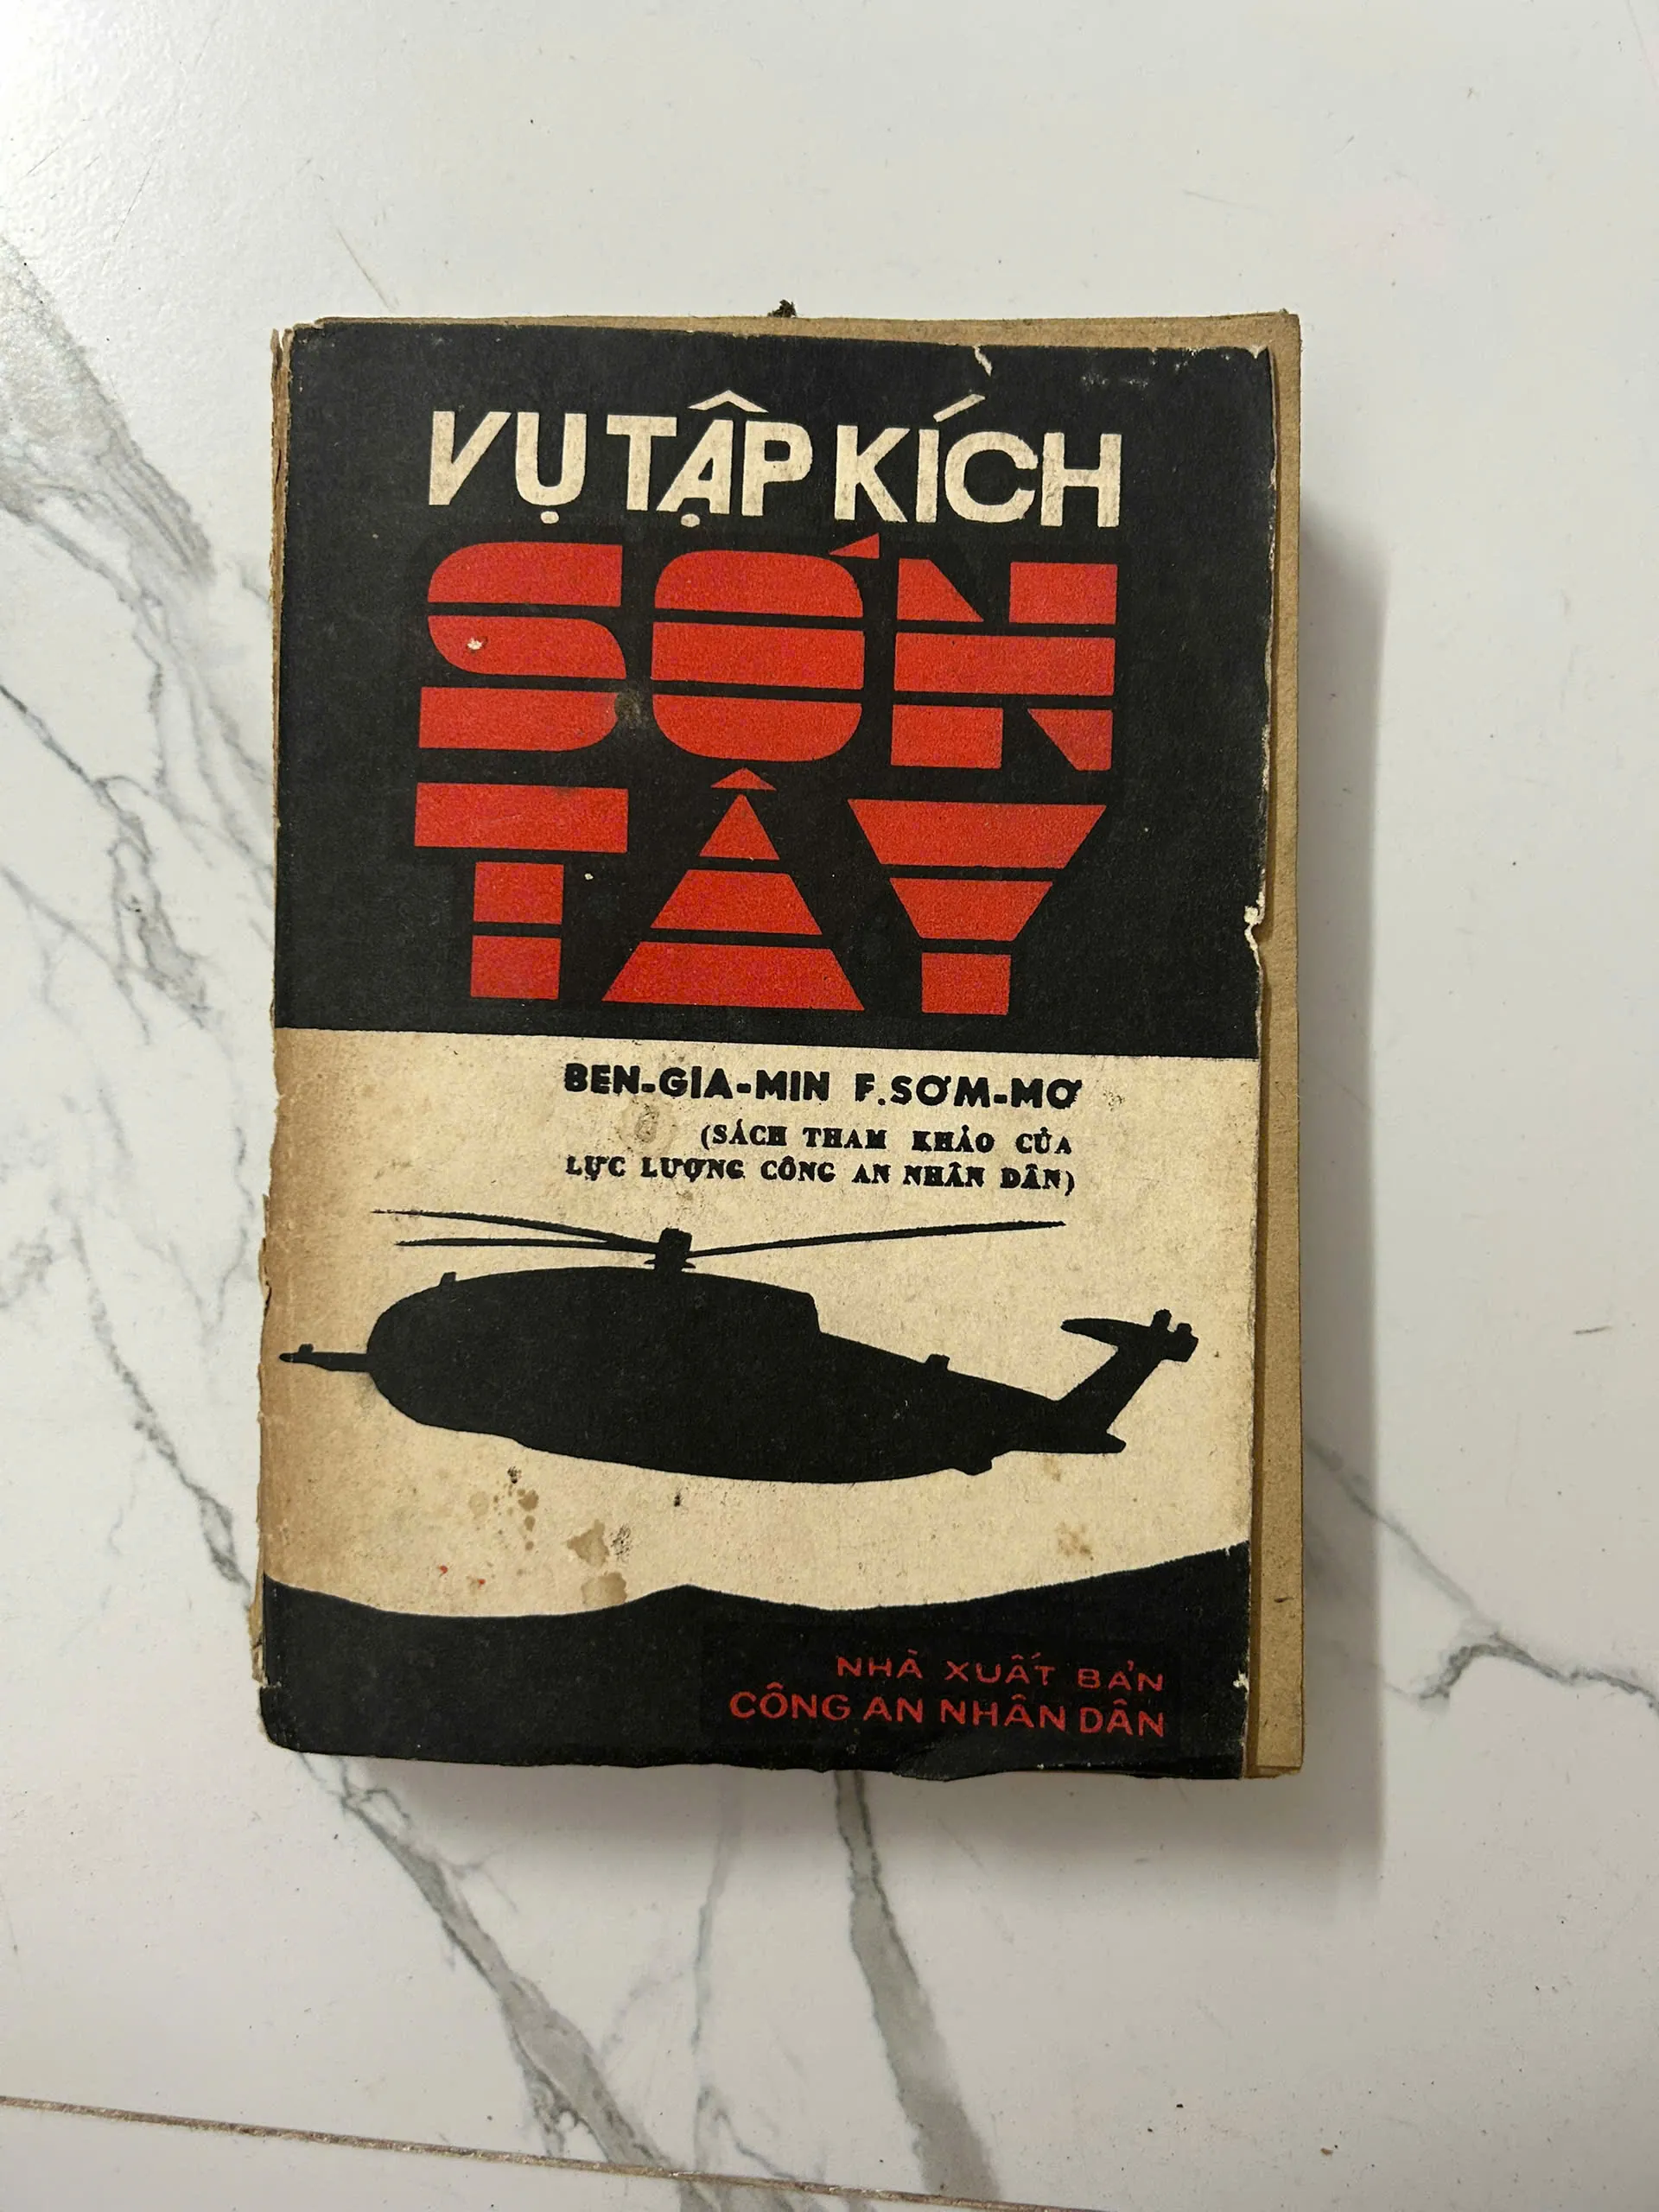 VỤ TẬP KÍCH
SƠN
TÂY
BEN-GIA-MIN F.SƠM-MƠ
(SÁCH THAM KHẢO CỦA
LỰC LƯỢNG CÔNG AN NHÂN DÂN)
NHÀ XUẤT BẢN
CÔNG AN NHÂN DÂN